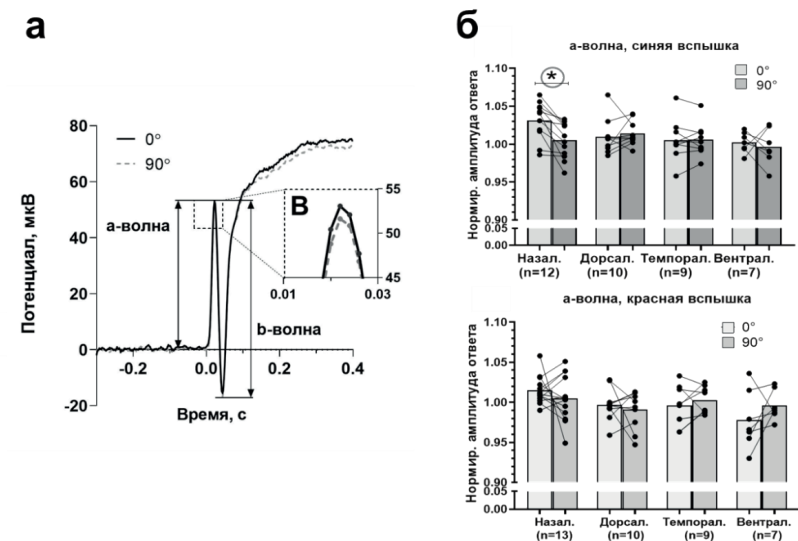 а
80
60
40
20
0
-20
Потенциал, мкВ
0°
90°
а-волна
b-волна
В
55
50
45
0.01
0.03
-0.2
0.0
0.2
0.4
Время, с
б
а-волна, синяя вспышка
Нормир. амплитуда ответа
1.10
1.05
1.00
0.95
0.90
0.05
0.00
*
0°
90°
Назал. Дорсал. Темпорал. Вентрал.
(n=12) (n=10) (n=9) (n=7)
а-волна, красная вспышка
Нормир. амплитуда ответа
1.10
1.05
1.00
0.95
0.90
0.05
0.00
0°
90°
Назал. Дорсал. Темпорал. Вентрал.
(n=13) (n=10) (n=9) (n=7)